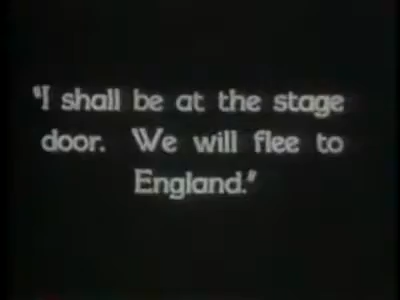 "I shall be at the stage
door. We will flee to
England."